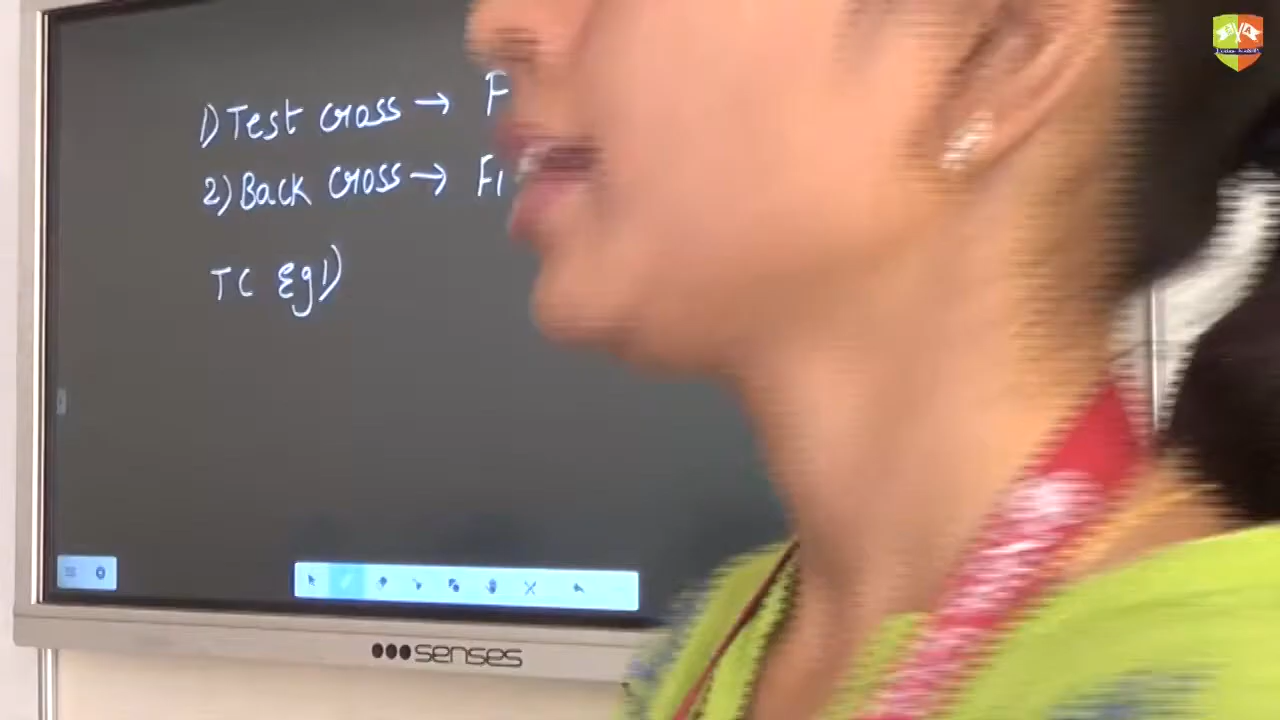 1) Test cross → F
2) Back cross → F1
TC Eg1)
senses